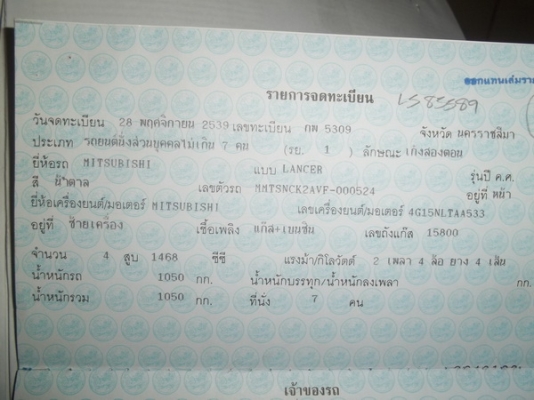 ออกแทนเล่มราย
รายการจดทะเบียน
วันจดทะเบียน 28 พฤศจิกายน 2539 เลขทะเบียน กพ 5309 จังหวัด นครราชสีมา
ประเภท รถยนต์นั่งส่วนบุคคลไม่เกิน 7 คน (รย. 1 ) ลักษณะ เก๋งสองตอน
ยี่ห้อรถ MITSUBISHI แบบ LANCER รุ่นปี ค.ศ.
สี น้ำตาล เลขตัวรถ MMTSNCK2AVF-000524 อยู่ที่ หน้า
ยี่ห้อเครื่องยนต์/มอเตอร์ MITSUBISHI เลขเครื่องยนต์/มอเตอร์ 4G15NLTAA533
อยู่ที่ ซ้ายเครื่อง เชื้อเพลิง แก๊ส+เบนซิน เลขถังแก๊ส 15800
จำนวน 4 สูบ 1468 ซีซี แรงม้า/กิโลวัตต์ 2 เพลา 4 ล้อ ยาง 4 เส้น
น้ำหนักรถ 1050 กก. น้ำหนักบรรทุก/น้ำหนักลงเพลา กก.
น้ำหนักรวม 1050 กก. ที่นั่ง 7 คน
เจ้าของรถ